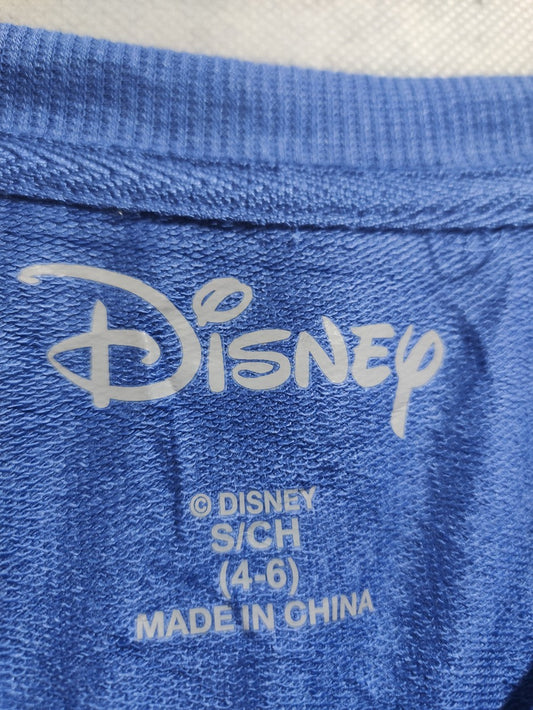 Disney
© DISNEY
S/CH
(4-6)
MADE IN CHINA